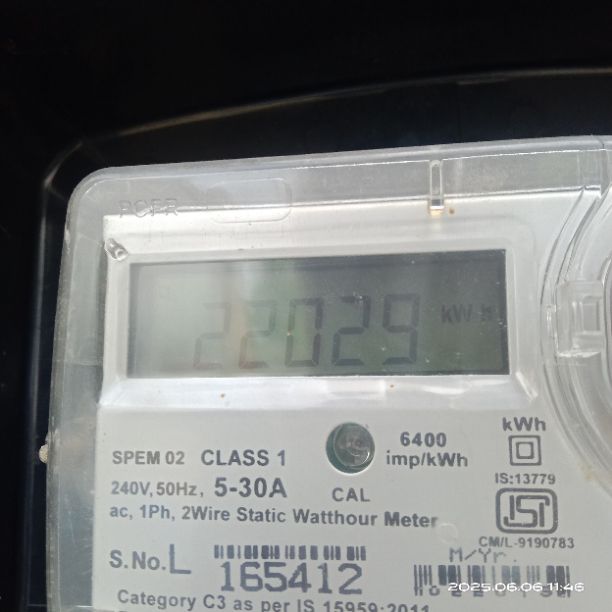 22029 kWh
kWh
SPEM 02 CLASS 1
6400
imp/kWh
240V, 50Hz, 5-30A
CAL
IS:13779
ac, 1Ph, 2Wire Static Watthour Meter
ISI
CM/L-9190783
S.No. L 165412
M/Yr.
2025.06.06 11:46
Category C3 as per IS 15959:2011